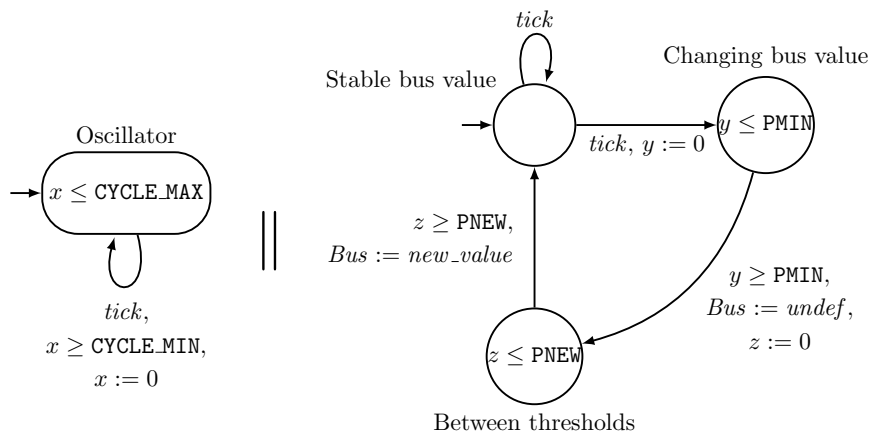 Oscillator
x ≤ CYCLE_MAX
tick,
x ≥ CYCLE_MIN,
x := 0
||
tick
Stable bus value
Changing bus value
y ≤ PMIN
tick, y := 0
z ≥ PNEW,
Bus := new_value
y ≥ PMIN,
Bus := undef,
z := 0
z ≤ PNEW
Between thresholds